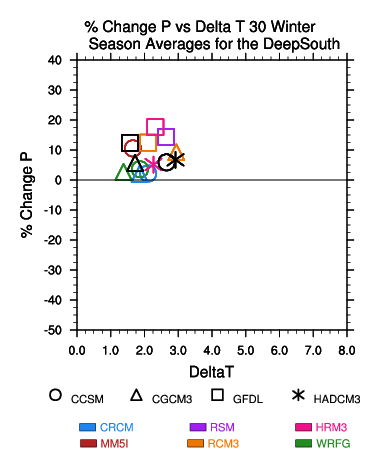 % Change P vs Delta T 30 Winter
Season Averages for the DeepSouth
% Change P
40
30
20
10
0
-10
-20
-30
-40
-50
0.0 1.0 2.0 3.0 4.0 5.0 6.0 7.0 8.0
DeltaT
CCSM CGCM3 GFDL HADCM3
CRCM RSM HRM3
MM5I RCM3 WRFG